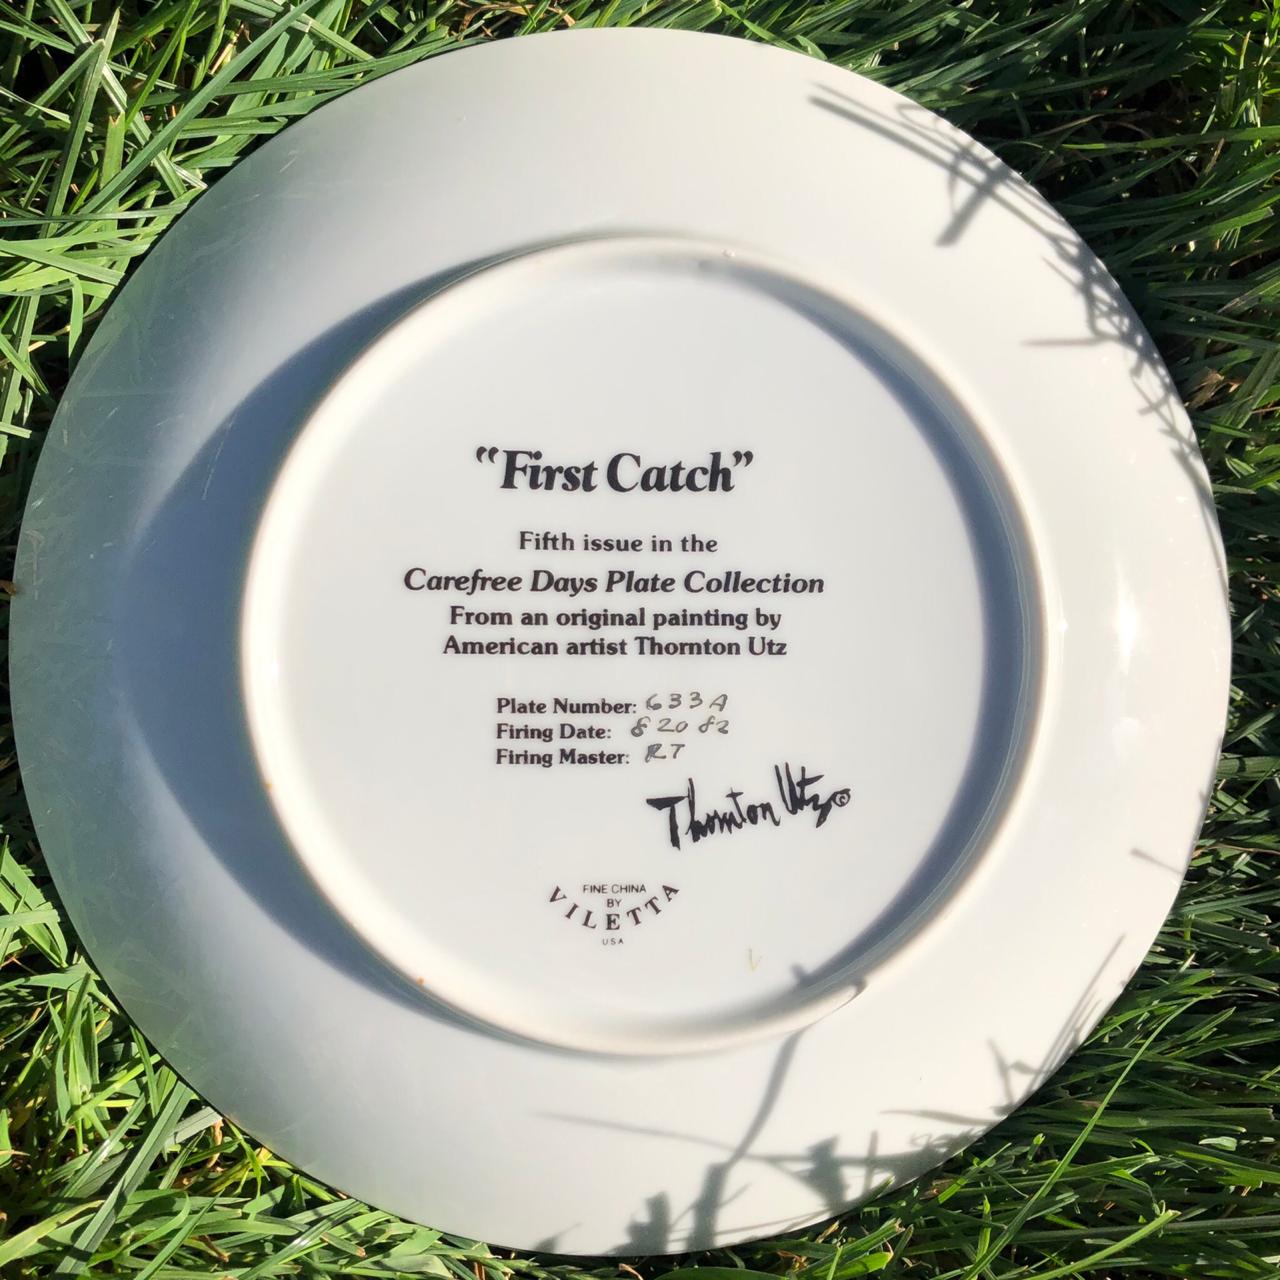 “First Catch”
Fifth issue in the
Carefree Days Plate Collection
From an original painting by
American artist Thornton Utz
Plate Number: 633A
Firing Date: 8 20 82
Firing Master: RT
Thornton Utz ©
FINE CHINA
BY
VILETTA
USA